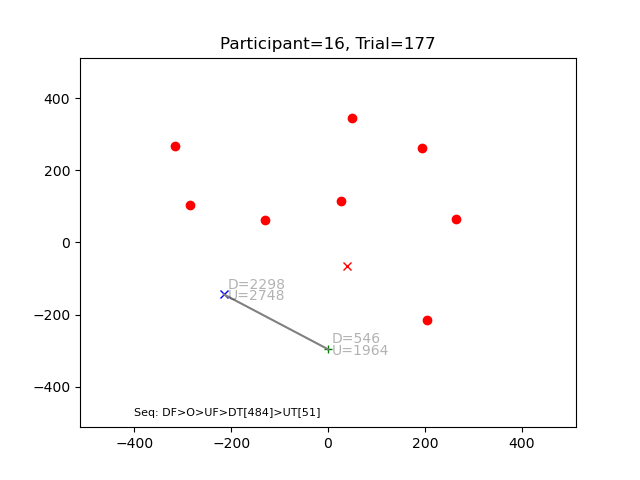 Participant=16, Trial=177
400
200
0
−200
−400
D=2298
U=2748
D=546
U=1964
Seq: DF>O>UF>DT[484]>UT[51]
−400 −200 0 200 400